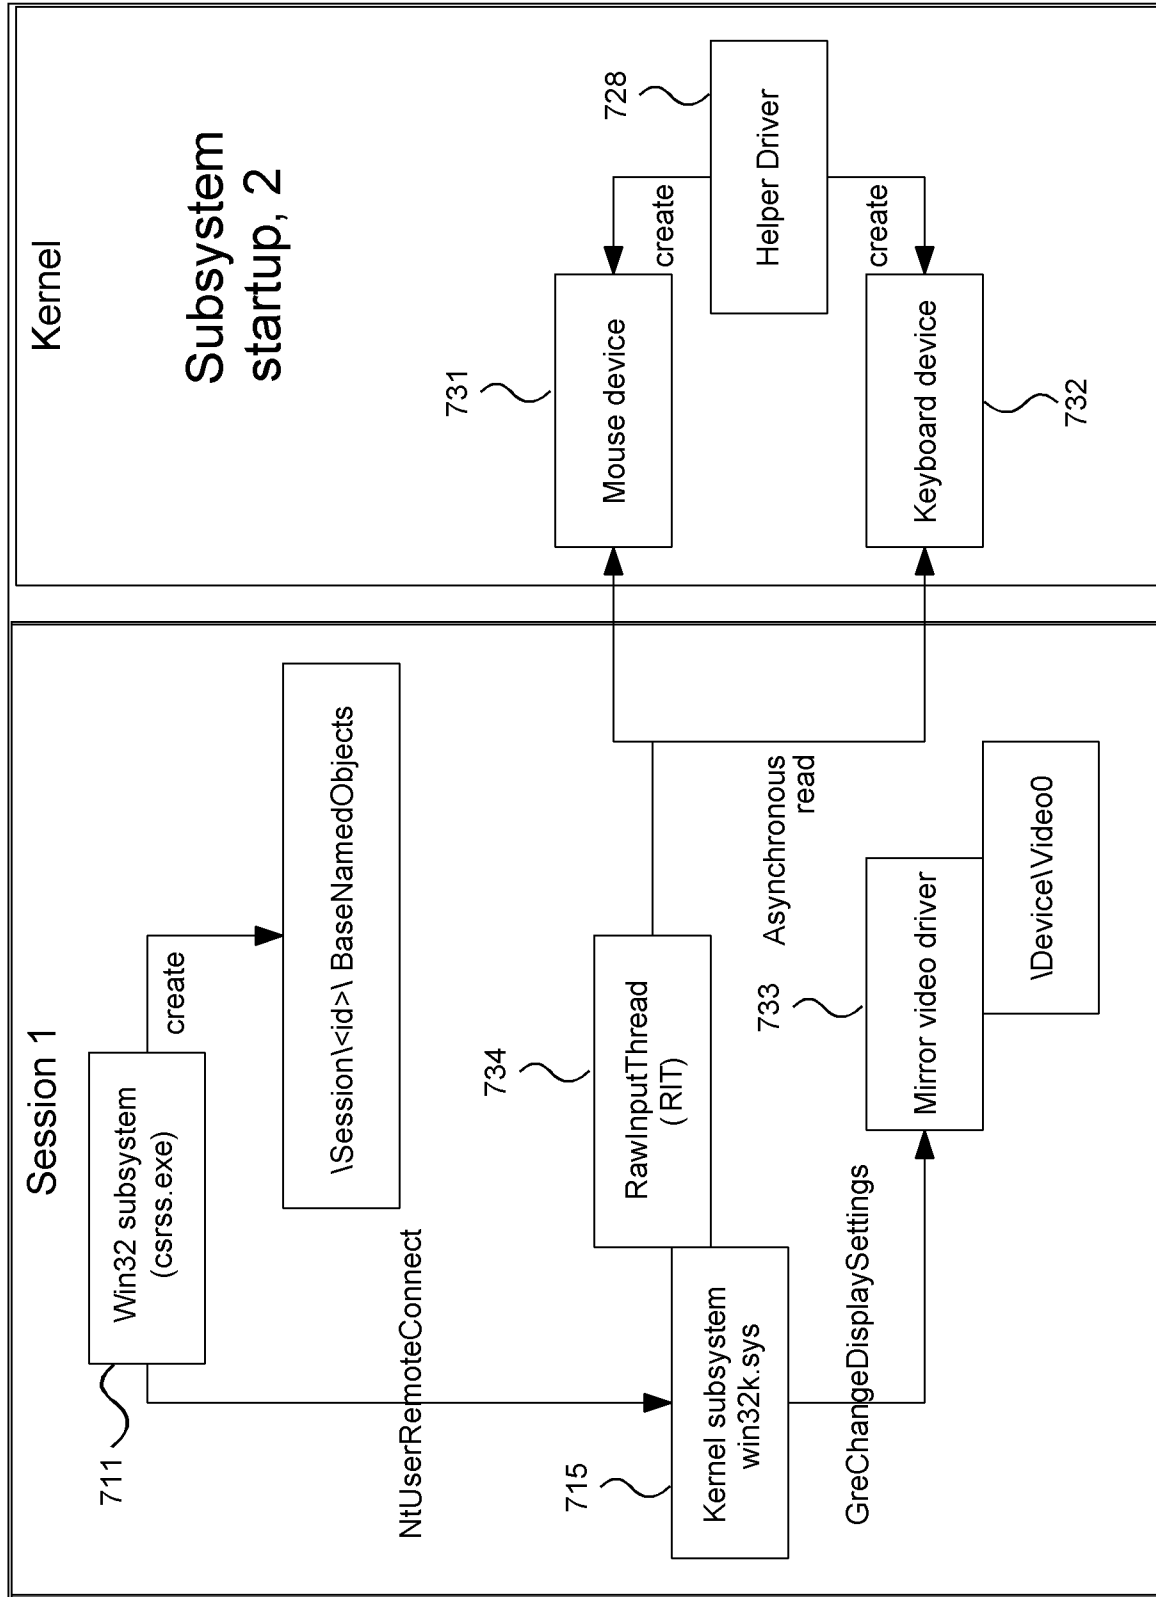 Session 1
Kernel
Subsystem
startup, 2
711
Win32 subsystem
(csrss.exe)
create
\Session\<id>\ BaseNamedObjects
NtUserRemoteConnect
734
RawInputThread
( RIT)
715
Kernel subsystem
win32k.sys
Asynchronous
read
GreChangeDisplaySettings
733
Mirror video driver
\Device\Video0
731
Mouse device
create
728
Helper Driver
create
Keyboard device
732